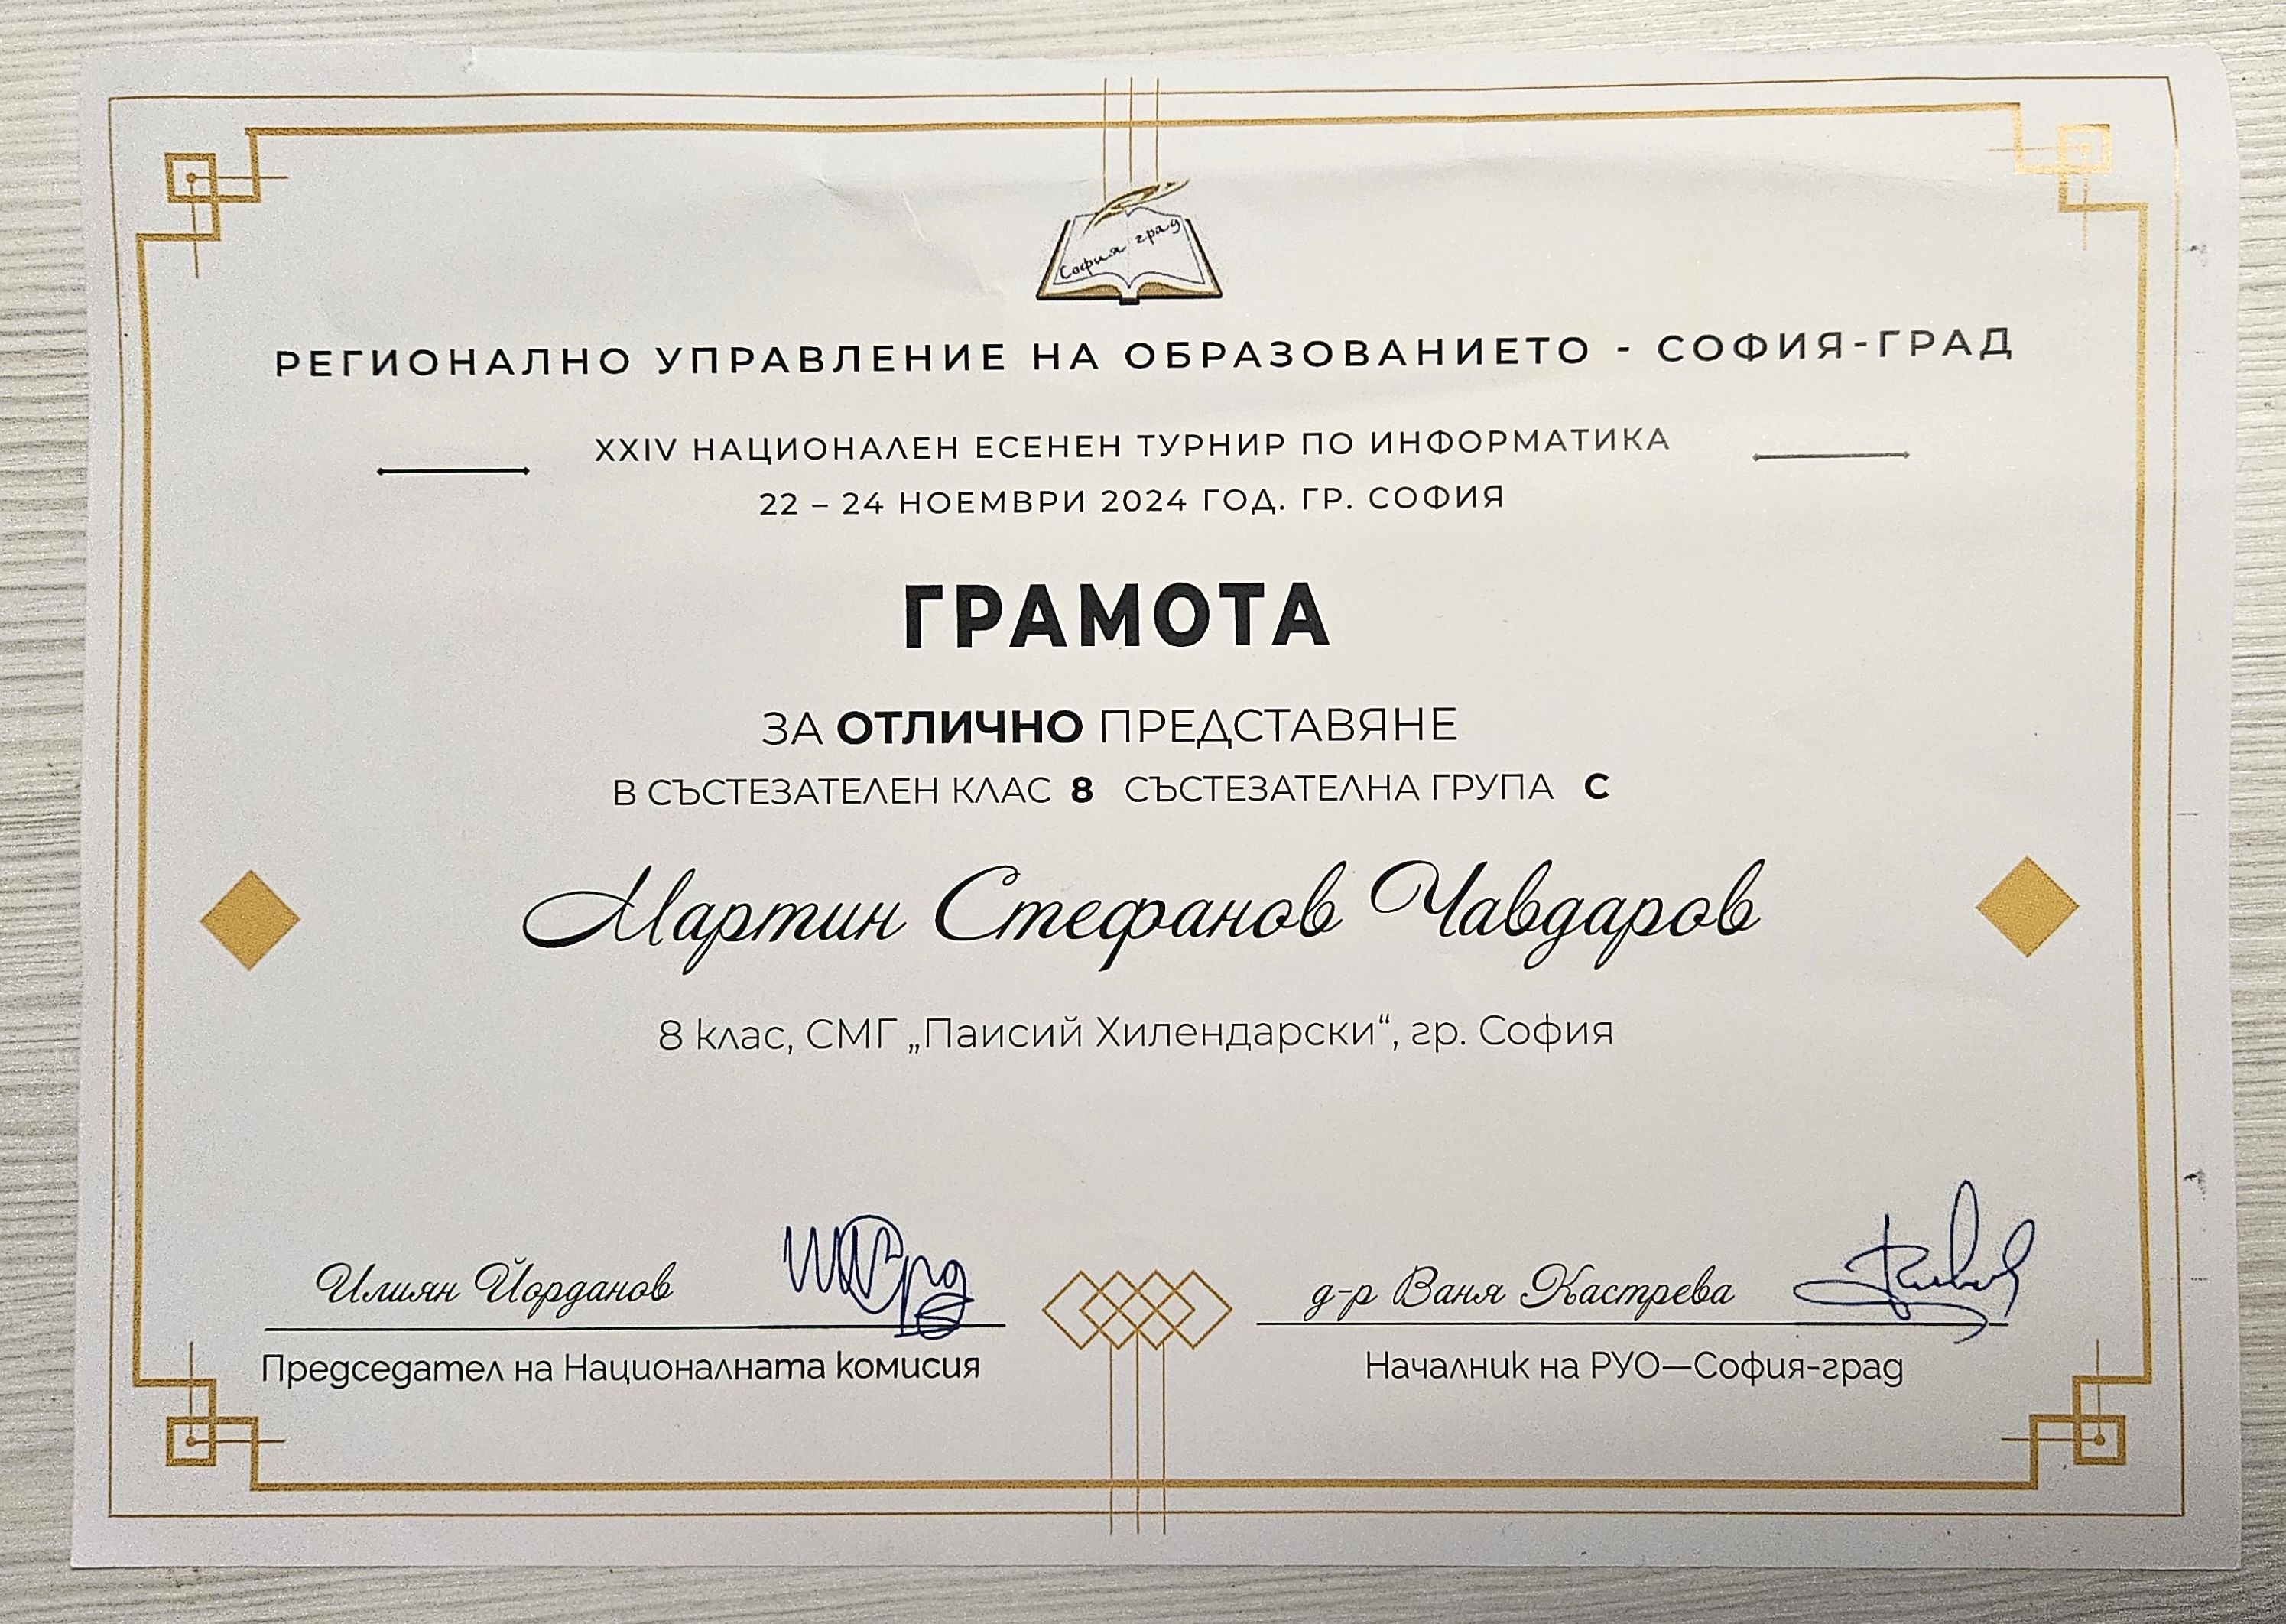 София град
РЕГИОНАЛНО УПРАВЛЕНИЕ НА ОБРАЗОВАНИЕТО - СОФИЯ-ГРАД
XXIV НАЦИОНАЛЕН ЕСЕНЕН ТУРНИР ПО ИНФОРМАТИКА
22 – 24 НОЕМВРИ 2024 ГОД. ГР. СОФИЯ
ГРАМОТА
ЗА ОТЛИЧНО ПРЕДСТАВЯНЕ
В СЪСТЕЗАТЕЛЕН КЛАС 8 СЪСТЕЗАТЕЛНА ГРУПА C
Мартин Стефанов Чавдаров
8 клас, СМГ „Паисий Хилендарски“, гр. София
Илиян Йорданов
Председател на Националната комисия
д-р Ваня Кастрева
Началник на РУО—София-град